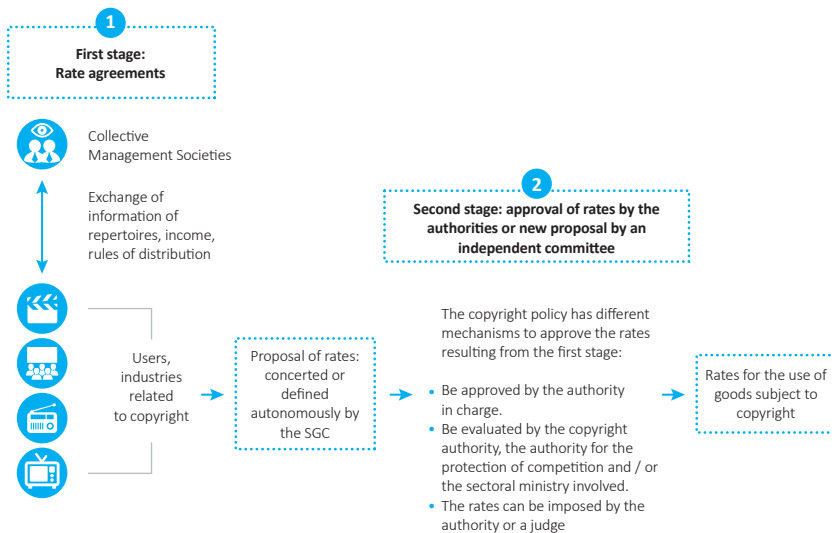 1
First stage:
Rate agreements
Collective
Management Societies
Exchange of
information of
repertoires, income,
rules of distribution
2
Second stage: approval of rates by the
authorities or new proposal by an
independent committee
Users,
industries
related
to copyright
Proposal of rates:
concerted or
defined
autonomously by
the SGC
The copyright policy has different
mechanisms to approve the rates
resulting from the first stage:
• Be approved by the authority
in charge.
• Be evaluated by the copyright
authority, the authority for the
protection of competition and / or
the sectoral ministry involved.
• The rates can be imposed by the
authority or a judge
Rates for the use of
goods subject to
copyright